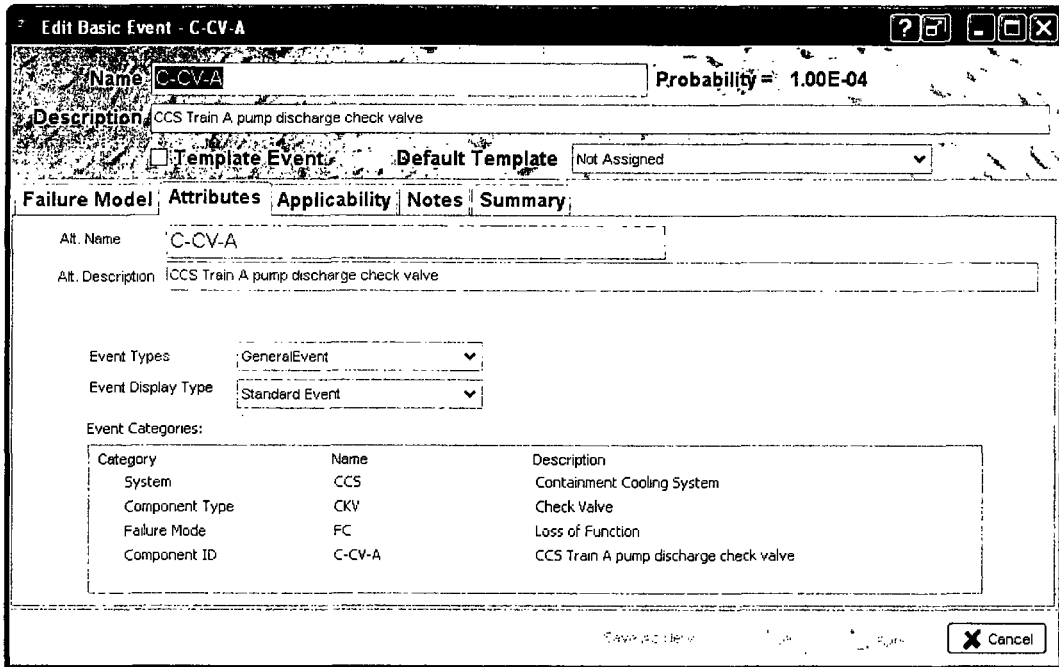 Edit Basic Event - C-CV-A
Name C-CV-A Probability = 1.00E-04
Description CCS Train A pump discharge check valve
Template Event Default Template Not Assigned
Failure Model Attributes Applicability Notes Summary
Alt. Name C-CV-A
Alt. Description CCS Train A pump discharge check valve
Event Types GeneralEvent
Event Display Type Standard Event
Event Categories:
Category Name Description
System CCS Containment Cooling System
Component Type CKV Check Valve
Failure Mode FC Loss of Function
Component ID C-CV-A CCS Train A pump discharge check valve
Cancel